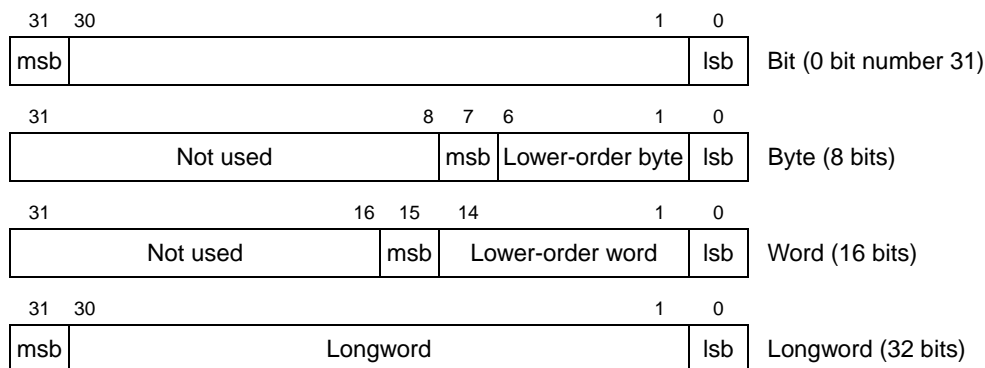 31 30 1 0
msb lsb Bit (0 bit number 31)
31 8 7 6 1 0
Not used msb Lower-order byte lsb Byte (8 bits)
31 16 15 14 1 0
Not used msb Lower-order word lsb Word (16 bits)
31 30 1 0
msb Longword lsb Longword (32 bits)